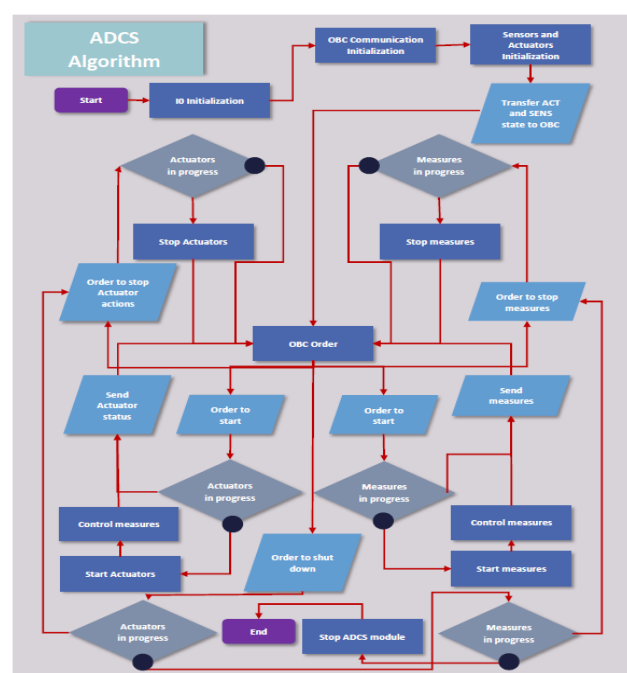 ADCS
Algorithm
OBC Communication
Initialization
Sensors and
Actuators
Initialization
Start
IO Initialization
Transfer ACT
and SENS
state to OBC
Actuators
in progress
Measures
in progress
Stop Actuators
Stop measures
Order to stop
Actuator
actions
Order to stop
measures
OBC Order
Send
Actuator
status
Order to
start
Order to
start
Send
measures
Actuators
in progress
Measures
in progress
Control measures
Control measures
Start Actuators
Order to shut
down
Start measures
Actuators
in progress
End
Stop ADCS module
Measures
in progress